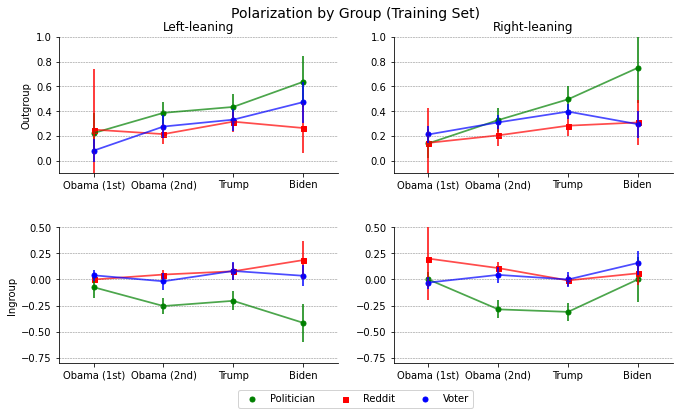 Polarization by Group (Training Set)
Left-leaning
Right-leaning
Outgroup
1.0
0.8
0.6
0.4
0.2
0.0
Obama (1st) Obama (2nd) Trump Biden
1.0
0.8
0.6
0.4
0.2
0.0
Obama (1st) Obama (2nd) Trump Biden
Ingroup
0.50
0.25
0.00
−0.25
−0.50
−0.75
Obama (1st) Obama (2nd) Trump Biden
0.50
0.25
0.00
−0.25
−0.50
−0.75
Obama (1st) Obama (2nd) Trump Biden
Politician Reddit Voter